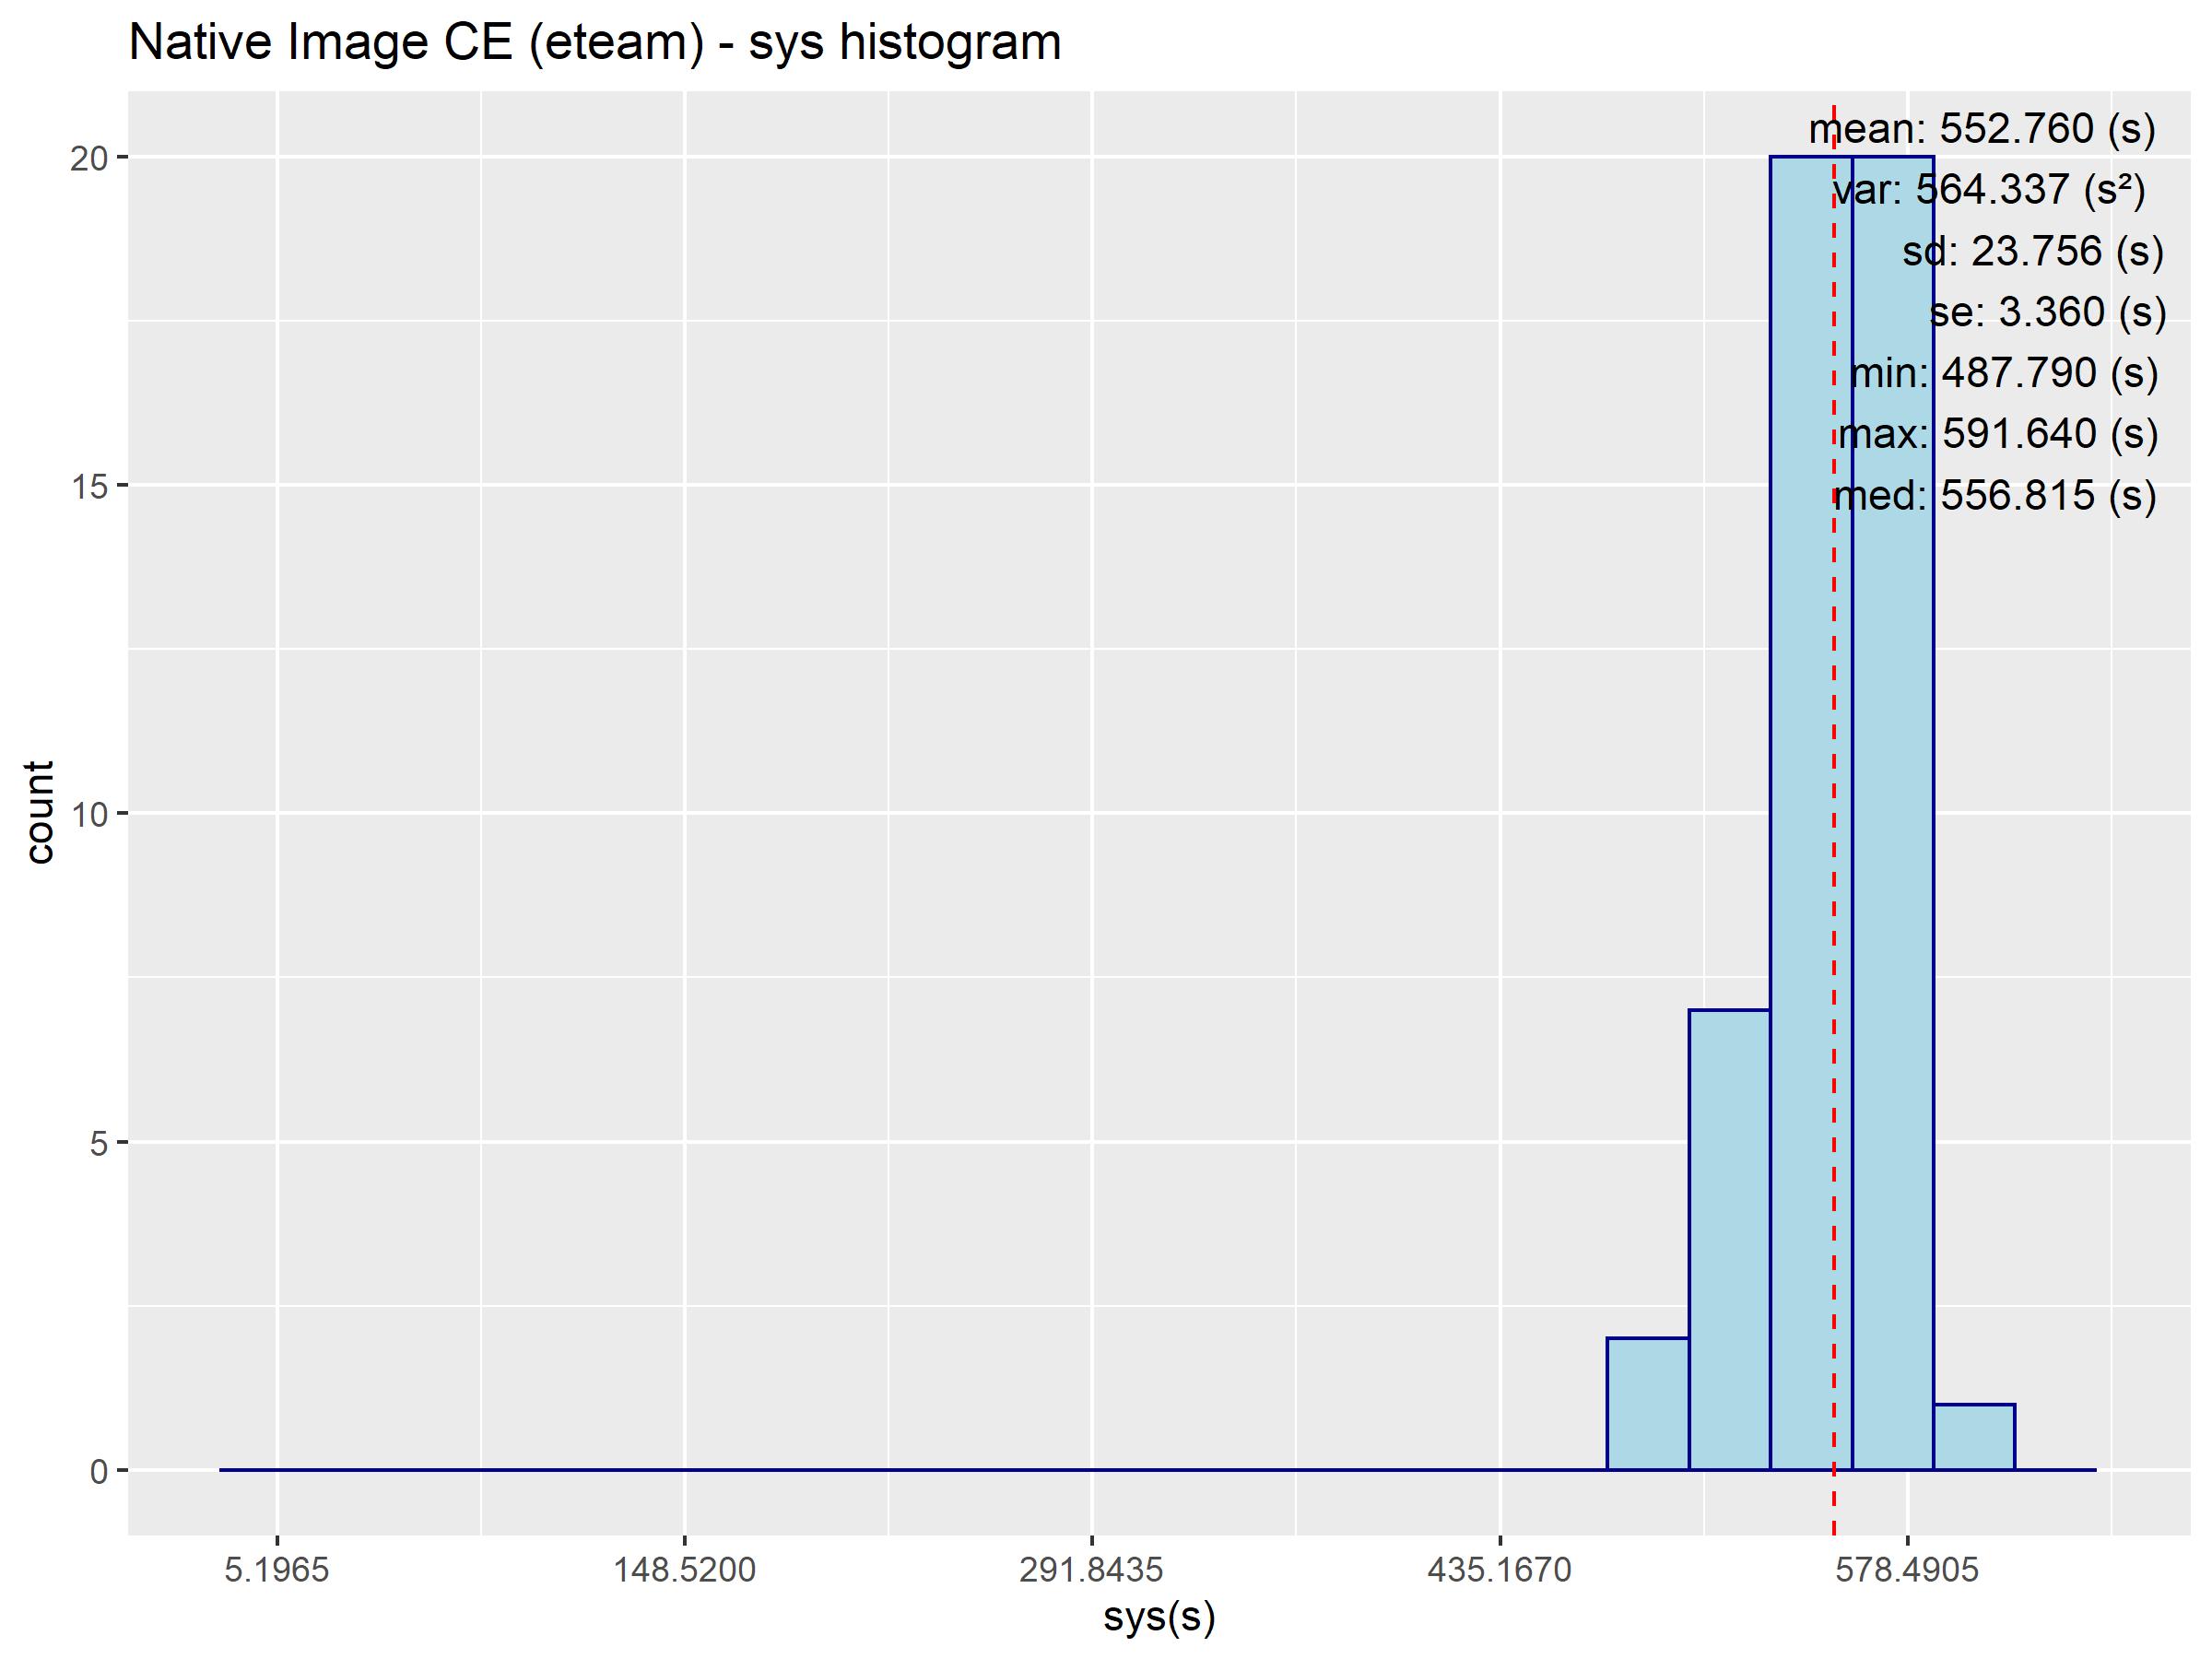 Native Image CE (eteam) - sys histogram
mean: 552.760 (s)
var: 564.337 (s²)
sd: 23.756 (s)
se: 3.360 (s)
min: 487.790 (s)
max: 591.640 (s)
med: 556.815 (s)
20
15
10
5
0
count
5.1965 148.5200 291.8435 435.1670 578.4905
sys(s)